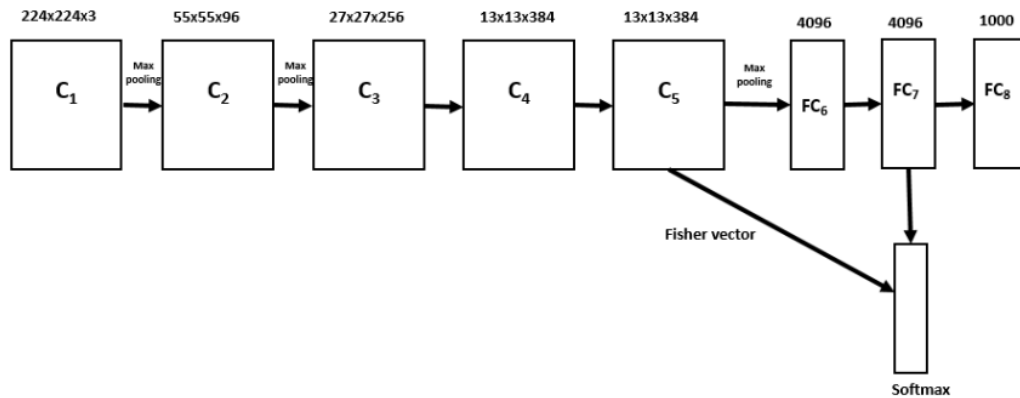 224x224x3 55x55x96 27x27x256 13x13x384 13x13x384 4096 4096 1000
C1 Max pooling C2 Max pooling C3 C4 C5 Max pooling FC6 FC7 FC8
Fisher vector
Softmax